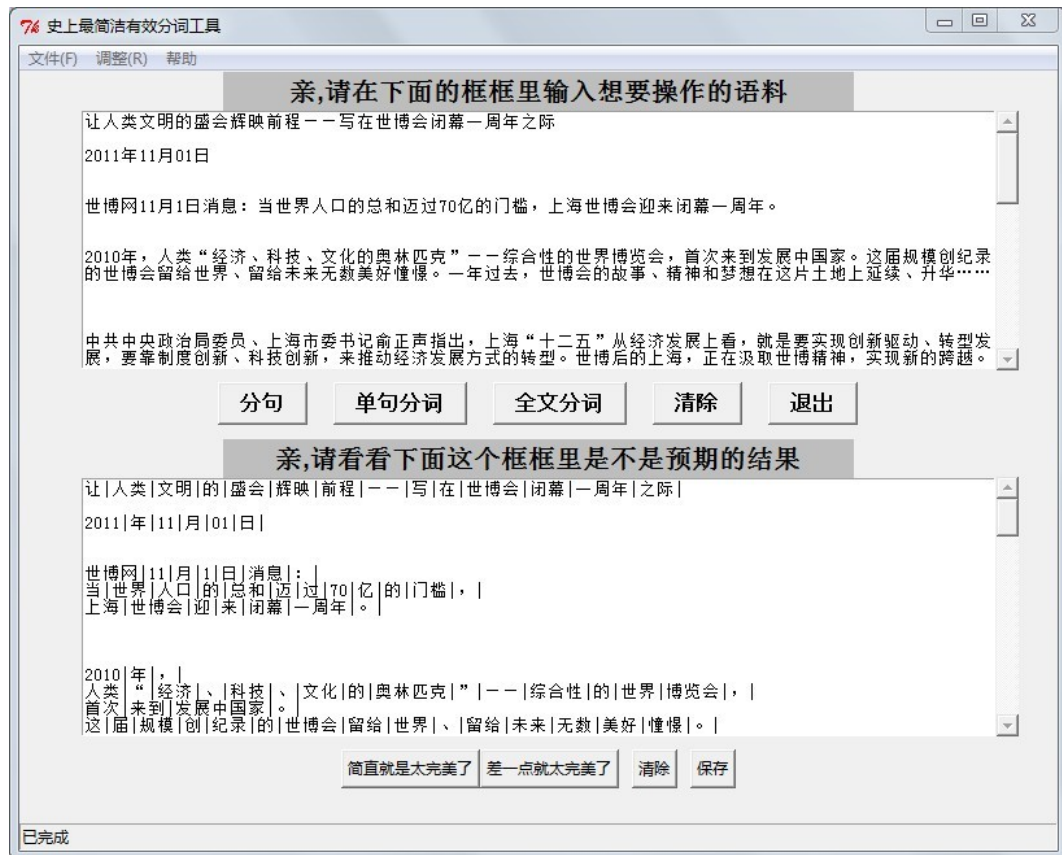 史上最简洁有效分词工具
文件(F) 调整(R) 帮助
亲,请在下面的框框里输入想要操作的语料
让人类文明的盛会辉映前程－－写在世博会闭幕一周年之际
2011年11月01日
世博网11月1日消息：当世界人口的总和迈过70亿的门槛，上海世博会迎来闭幕一周年。
2010年，人类“经济、科技、文化的奥林匹克”－－综合性的世界博览会，首次来到发展中国家。这届规模创纪录
的世博会留给世界、留给未来无数美好憧憬。一年过去，世博会的故事、精神和梦想在这片土地上延续、升华……
中共中央政治局委员、上海市委书记俞正声指出，上海“十二五”从经济发展上看，就是要实现创新驱动、转型发
展，要靠制度创新、科技创新，来推动经济发展方式的转型。世博后的上海，正在汲取世博精神，实现新的跨越。
分句 单句分词 全文分词 清除 退出
亲,请看看下面这个框框里是不是预期的结果
让|人类|文明|的|盛会|辉映|前程|－－|写|在|世博会|闭幕|一周年|之际|
2011|年|11|月|01|日|
世博网|11|月|1|日|消息|：|
当|世界|人口|的|总和|迈|过|70|亿|的|门槛|，|
上海|世博会|迎|来|闭幕|一周年|。|
2010|年|，|
人类|“|经济|、|科技|、|文化|的|奥林匹克|”|－－|综合性|的|世界|博览会|，|
首次|来到|发展中国家|。|
这|届|规模|创|纪录|的|世博会|留给|世界|、|留给|未来|无数|美好|憧憬|。|
简直就是太完美了 差一点就太完美了 清除 保存
已完成